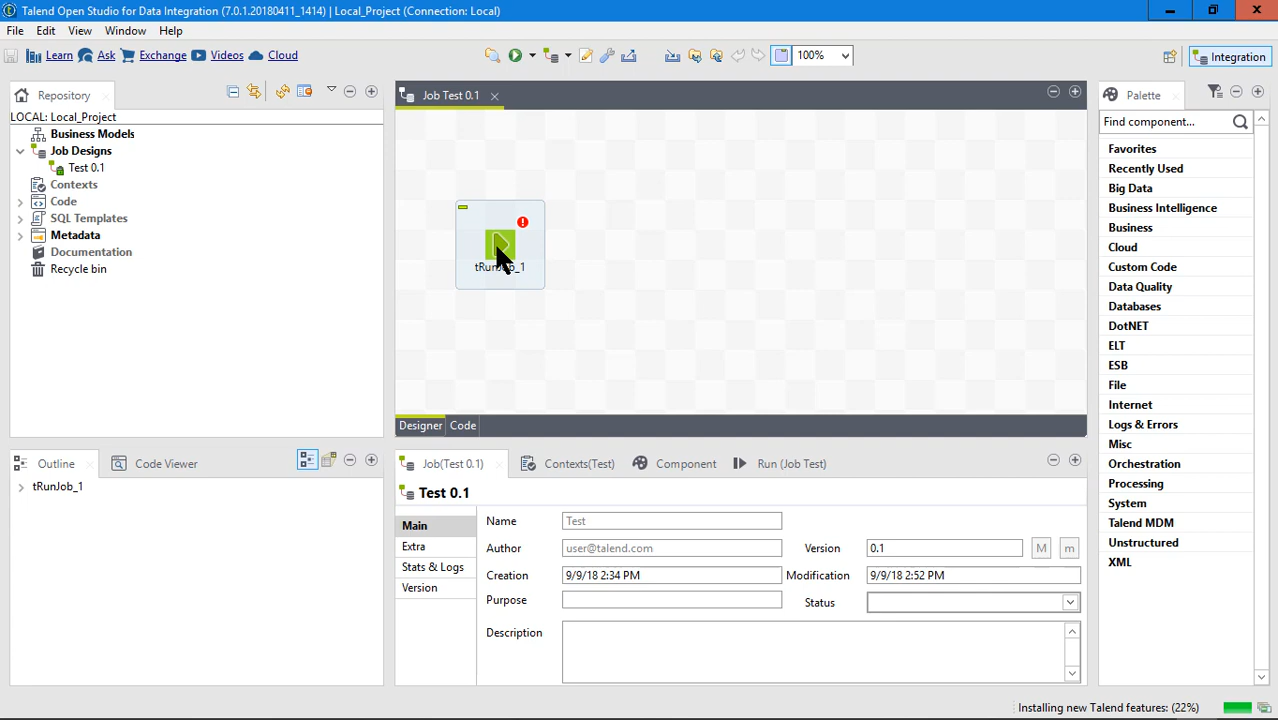 Talend Open Studio for Data Integration (7.0.1.20180411_1414) | Local_Project (Connection: Local)
File Edit View Window Help
Learn Ask Exchange Videos Cloud 100% Integration
Repository
LOCAL: Local_Project
Business Models
Job Designs
Test 0.1
Contexts
Code
SQL Templates
Metadata
Documentation
Recycle bin
Job Test 0.1
tRunJob_1
Designer Code
Palette
Find component...
Favorites
Recently Used
Big Data
Business Intelligence
Business
Cloud
Custom Code
Data Quality
Databases
DotNET
ELT
ESB
File
Internet
Logs & Errors
Misc
Orchestration
Processing
System
Talend MDM
Unstructured
XML
Outline Code Viewer
tRunJob_1
Job(Test 0.1) Contexts(Test) Component Run (Job Test)
Test 0.1
Main
Extra
Stats & Logs
Version
Name Test
Author user@talend.com Version 0.1 M m
Creation 9/9/18 2:34 PM Modification 9/9/18 2:52 PM
Purpose Status
Description
Installing new Talend features: (22%)